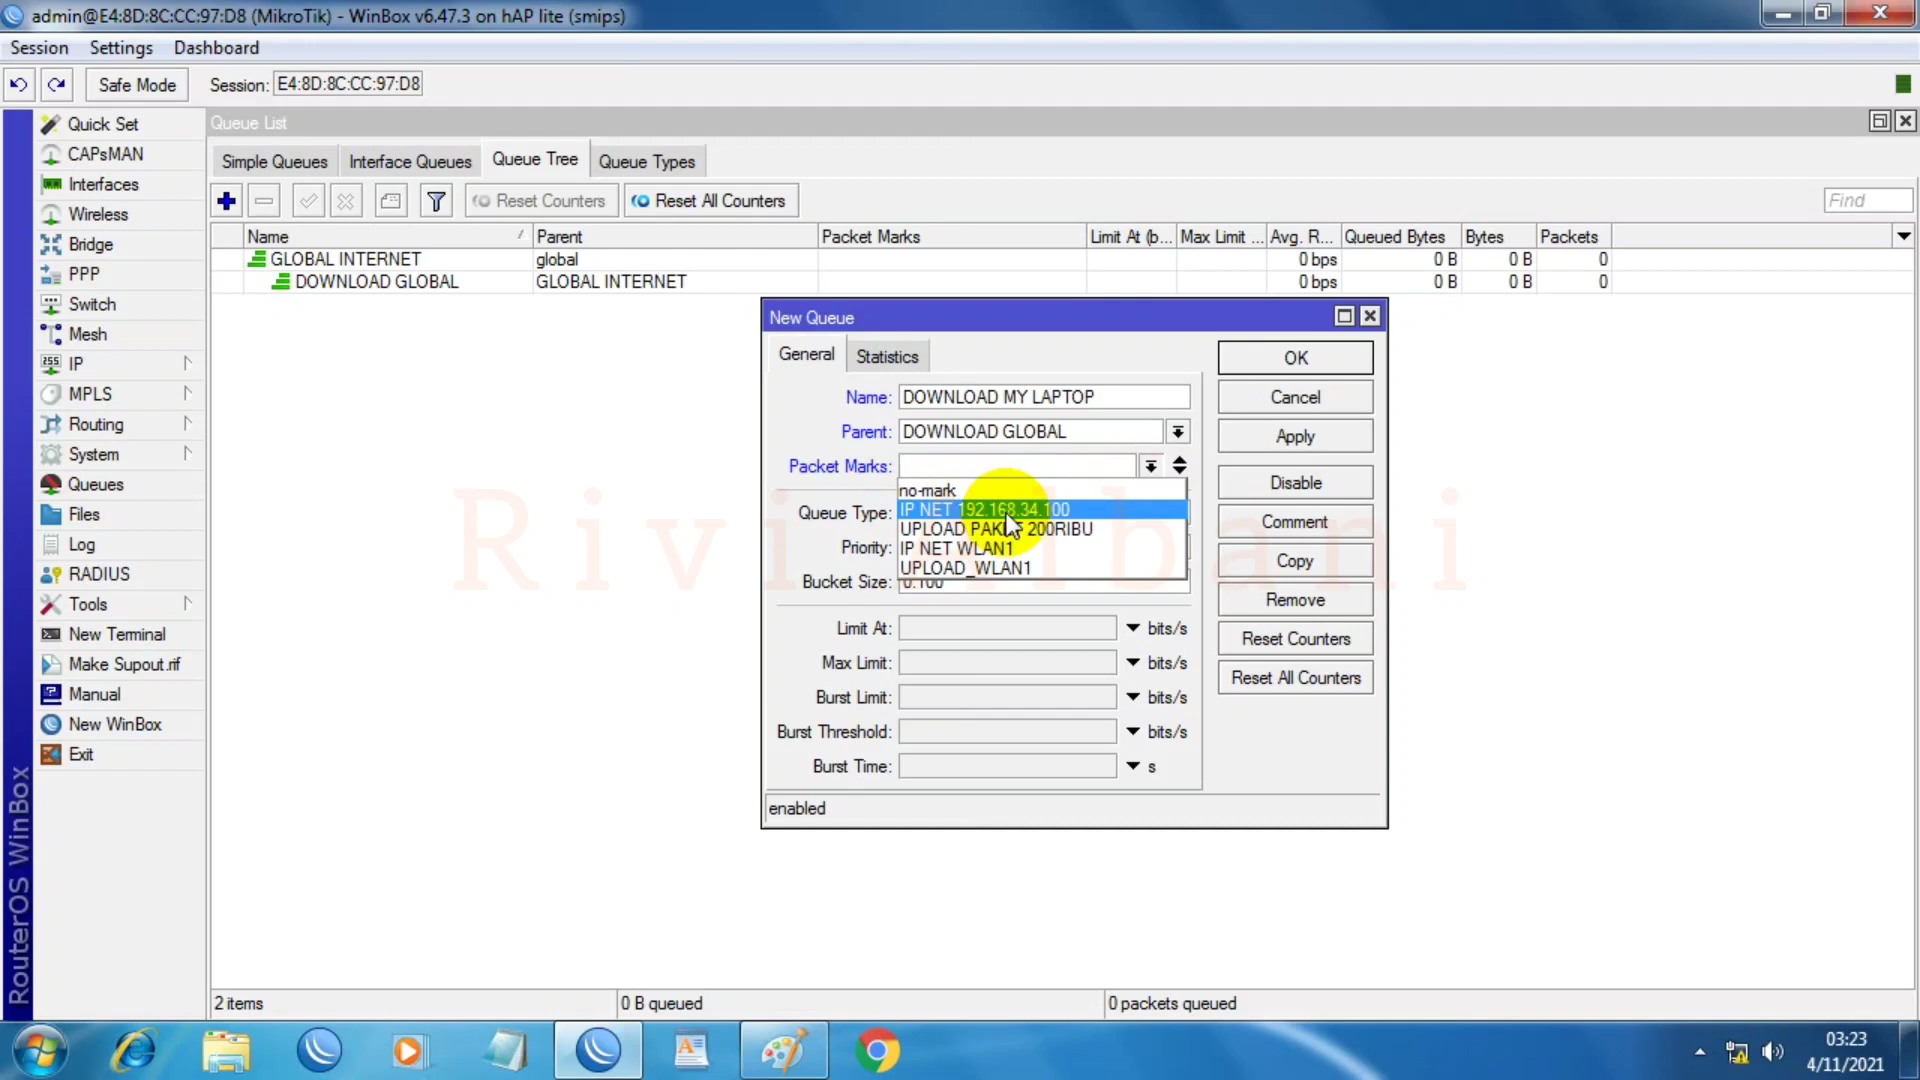 admin@E4:8D:8C:CC:97:D8 (MikroTik) - WinBox v6.47.3 on hAP lite (smips)
Session Settings Dashboard
Safe Mode Session: E4:8D:8C:CC:97:D8
Quick Set
CAPsMAN
Interfaces
Wireless
Bridge
PPP
Switch
Mesh
IP
MPLS
Routing
System
Queues
Files
Log
RADIUS
Tools
New Terminal
Make Supout.rif
Manual
New WinBox
Exit
RouterOS WinBox
Queue List
Simple Queues Interface Queues Queue Tree Queue Types
Reset Counters Reset All Counters Find
Name Parent Packet Marks Limit At (b... Max Limit ... Avg. R... Queued Bytes Bytes Packets
GLOBAL INTERNET global 0 bps 0 B 0 B 0
DOWNLOAD GLOBAL GLOBAL INTERNET 0 bps 0 B 0 B 0
New Queue
General Statistics
Name: DOWNLOAD MY LAPTOP
Parent: DOWNLOAD GLOBAL
Packet Marks:
no-mark
IP NET 192.168.34.100
UPLOAD PAKET 200RIBU
IP NET WLAN1
UPLOAD_WLAN1
Queue Type:
Priority:
Bucket Size: 0.100
Limit At: bits/s
Max Limit: bits/s
Burst Limit: bits/s
Burst Threshold: bits/s
Burst Time: s
enabled
OK
Cancel
Apply
Disable
Comment
Copy
Remove
Reset Counters
Reset All Counters
2 items 0 B queued 0 packets queued
03:23
4/11/2021